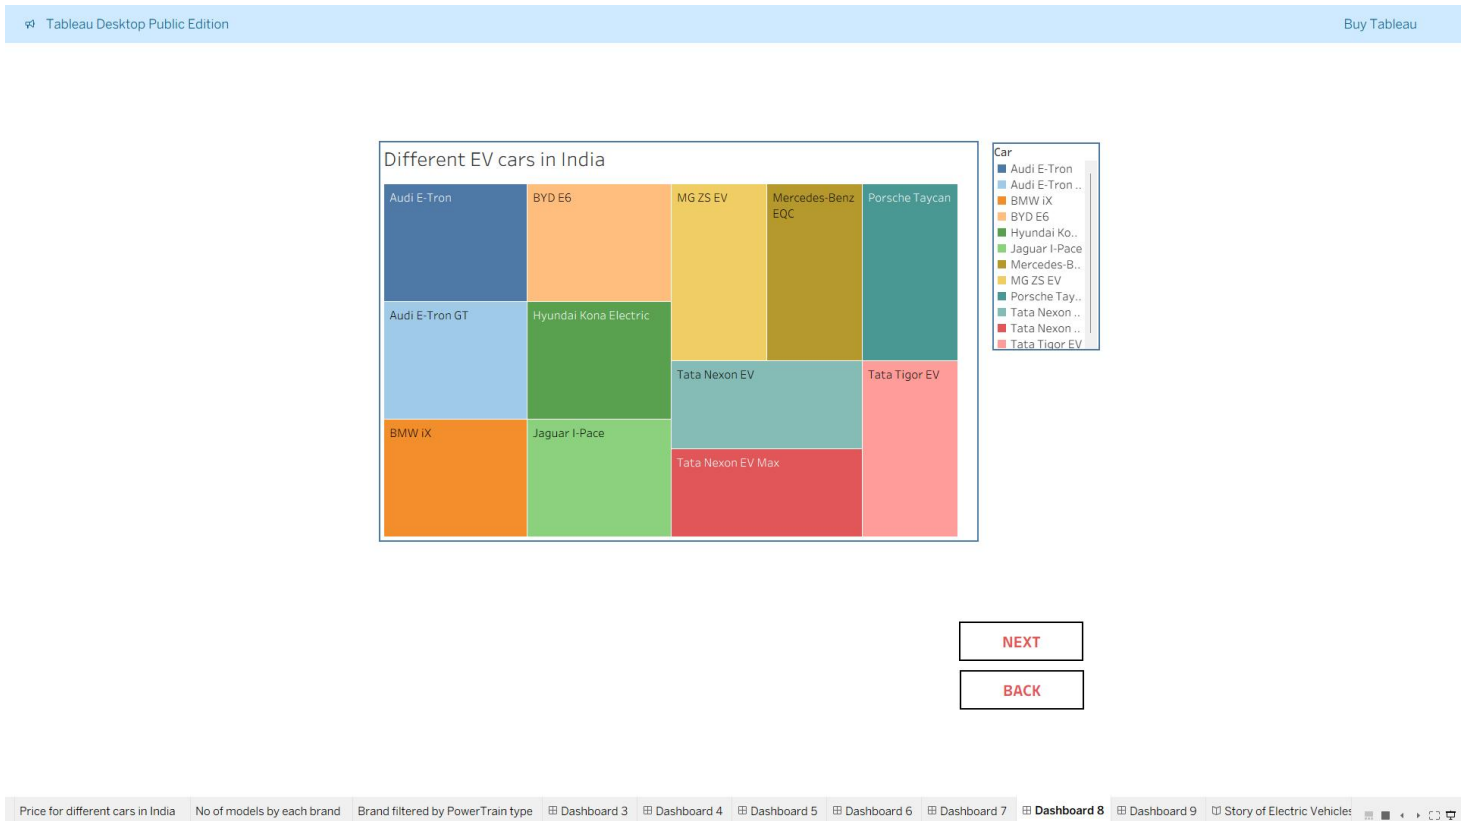 Tableau Desktop Public Edition
Buy Tableau
Different EV cars in India
Audi E-Tron
BYD E6
MG ZS EV
Mercedes-Benz
EQC
Porsche Taycan
Audi E-Tron GT
Hyundai Kona Electric
Tata Nexon EV
Tata Tigor EV
BMW iX
Jaguar I-Pace
Tata Nexon EV Max
Car
Audi E-Tron
Audi E-Tron ..
BMW iX
BYD E6
Hyundai Ko..
Jaguar I-Pace
Mercedes-B..
MG ZS EV
Porsche Tay..
Tata Nexon ..
Tata Nexon ..
Tata Tigor EV
NEXT
BACK
Price for different cars in India
No of models by each brand
Brand filtered by PowerTrain type
Dashboard 3
Dashboard 4
Dashboard 5
Dashboard 6
Dashboard 7
Dashboard 8
Dashboard 9
Story of Electric Vehicles